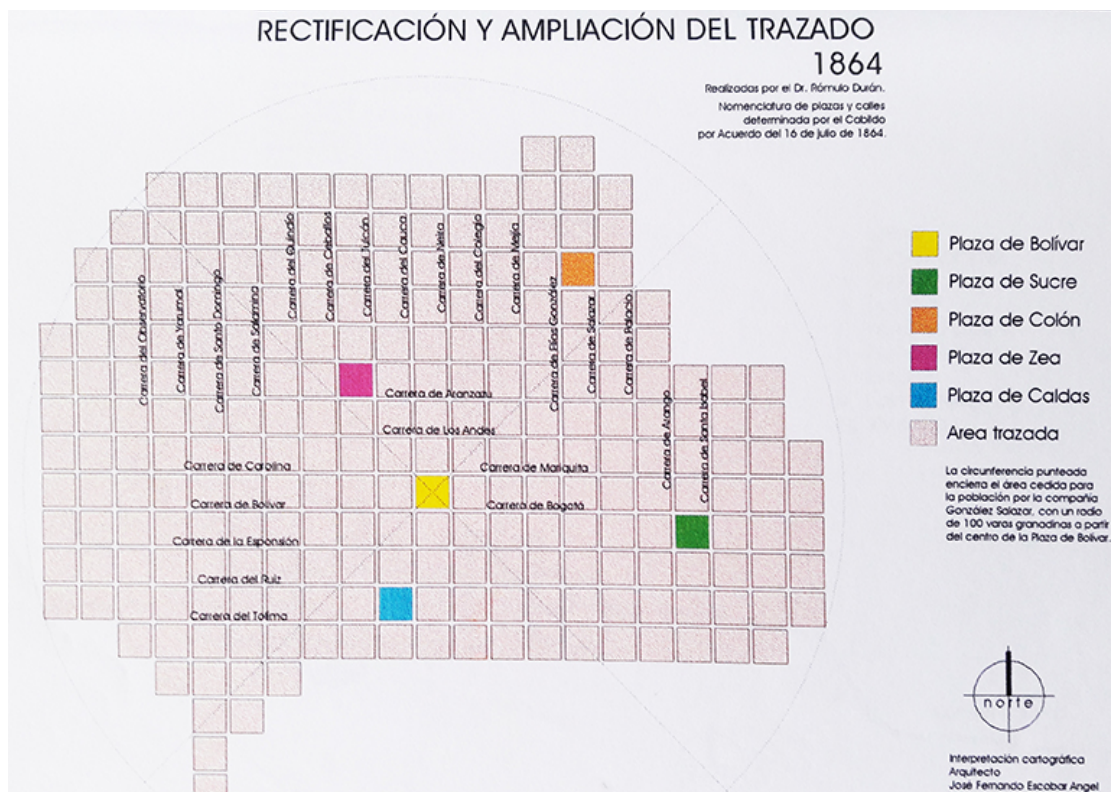 RECTIFICACIÓN Y AMPLIACIÓN DEL TRAZADO
1864
Realizadas por el Dr. Rómulo Durán.
Nomenclatura de plazas y calles
determinada por el Cabildo
por Acuerdo del 16 de julio de 1864.
Carrera del Observatorio
Carrera de Yarumal
Carrera de Santo Domingo
Carrera de Salamina
Carrera del Quindío
Carrera de Ceballos
Carrera del Tulcán
Carrera del Cauca
Carrera de Neira
Carrera del Colegio
Carrera de Mejía
Carrera de Elías González
Carrera de Salazar
Carrera de Palacio
Carrera de Arango
Carrera de Santa Isabel
Carrera de Aranzazu
Carrera de Los Andes
Carrera de Carolina
Carrera de Mariquita
Carrera de Bolívar
Carrera de Bogotá
Carrera de la Esponsión
Carrera del Ruiz
Carrera del Tolima
Plaza de Bolívar
Plaza de Sucre
Plaza de Colón
Plaza de Zea
Plaza de Caldas
Area trazada
La circunferencia punteada
encierra el área cedida para
la población por la compañía
González Salazar, con un radio
de 100 varas granadinas a partir
del centro de la Plaza de Bolívar.
norte
Interpretación cartográfica
Arquitecto
José Fernando Escobar Angel